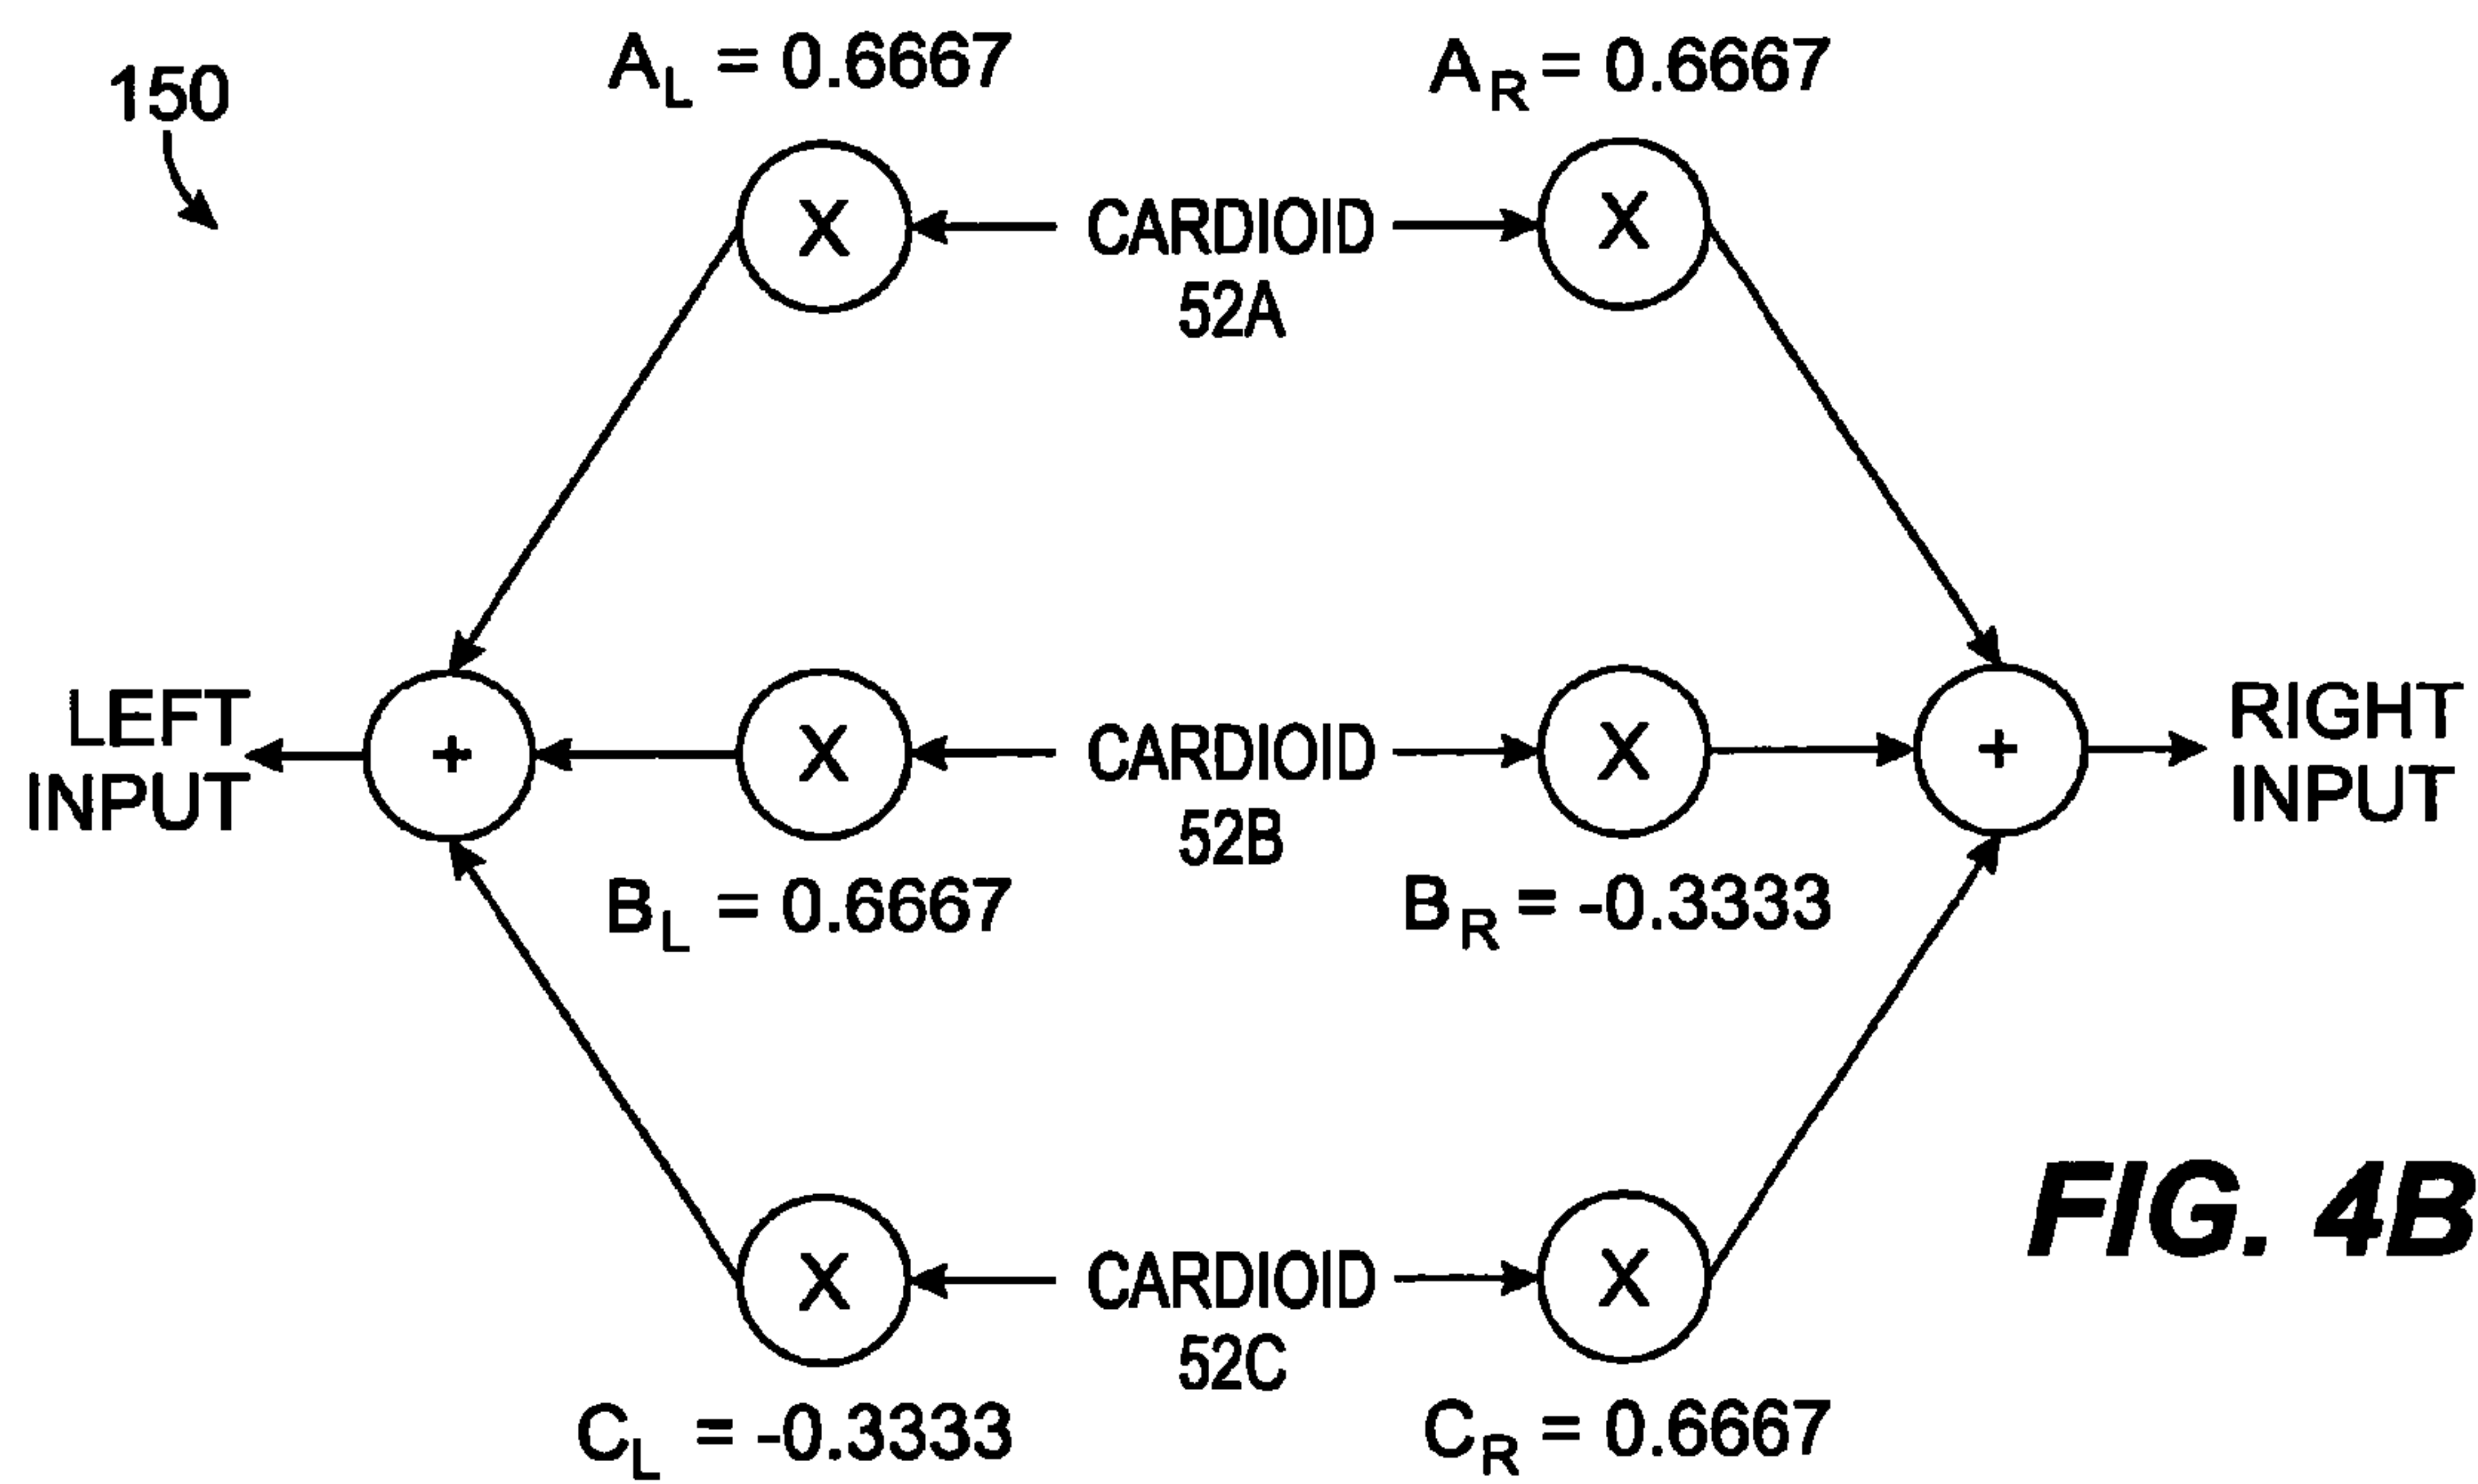 150
A_L = 0.6667
A_R = 0.6667
X
CARDIOID
52A
X
LEFT
INPUT
+
X
CARDIOID
52B
X
+
RIGHT
INPUT
B_L = 0.6667
B_R = -0.3333
X
CARDIOID
52C
X
C_L = -0.3333
C_R = 0.6667
FIG. 4B